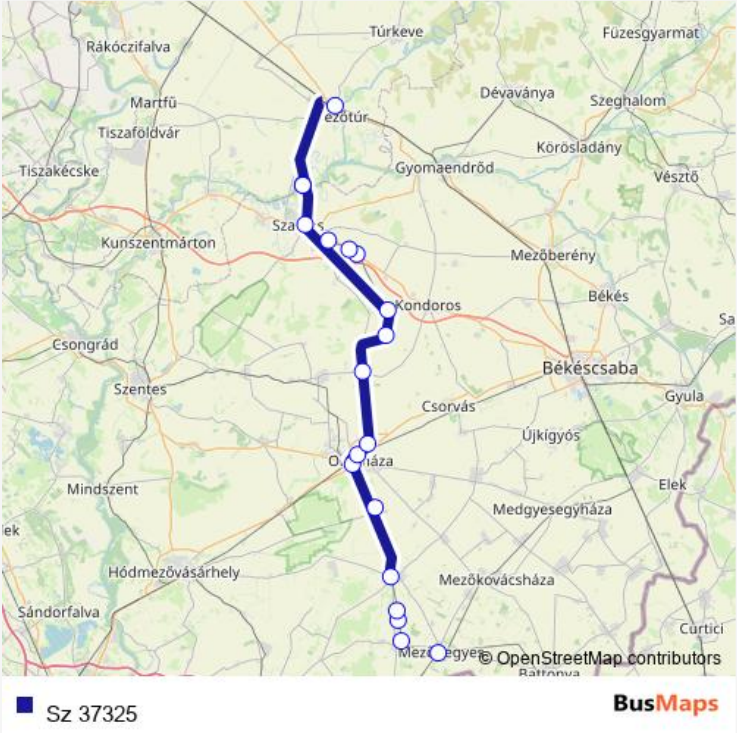 Túrkeve
Füzesgyarmat
Rákóczifalva
Martfű
Dévaványa
Szeghalom
Tiszaföldvár
Körösladány
Tiszakécske
Gyomaendrőd
Vésztő
Kunszentmárton
Mezőberény
Kondoros
Békés
Csongrád
Békéscsaba
Szentes
Gyula
Csorvás
Újkígyós
Mindszent
Elek
Medgyesegyháza
Hódmezővásárhely
Mezőkovácsháza
Sándorfalva
Curtici
© OpenStreetMap contributors
Sz 37325
BusMaps